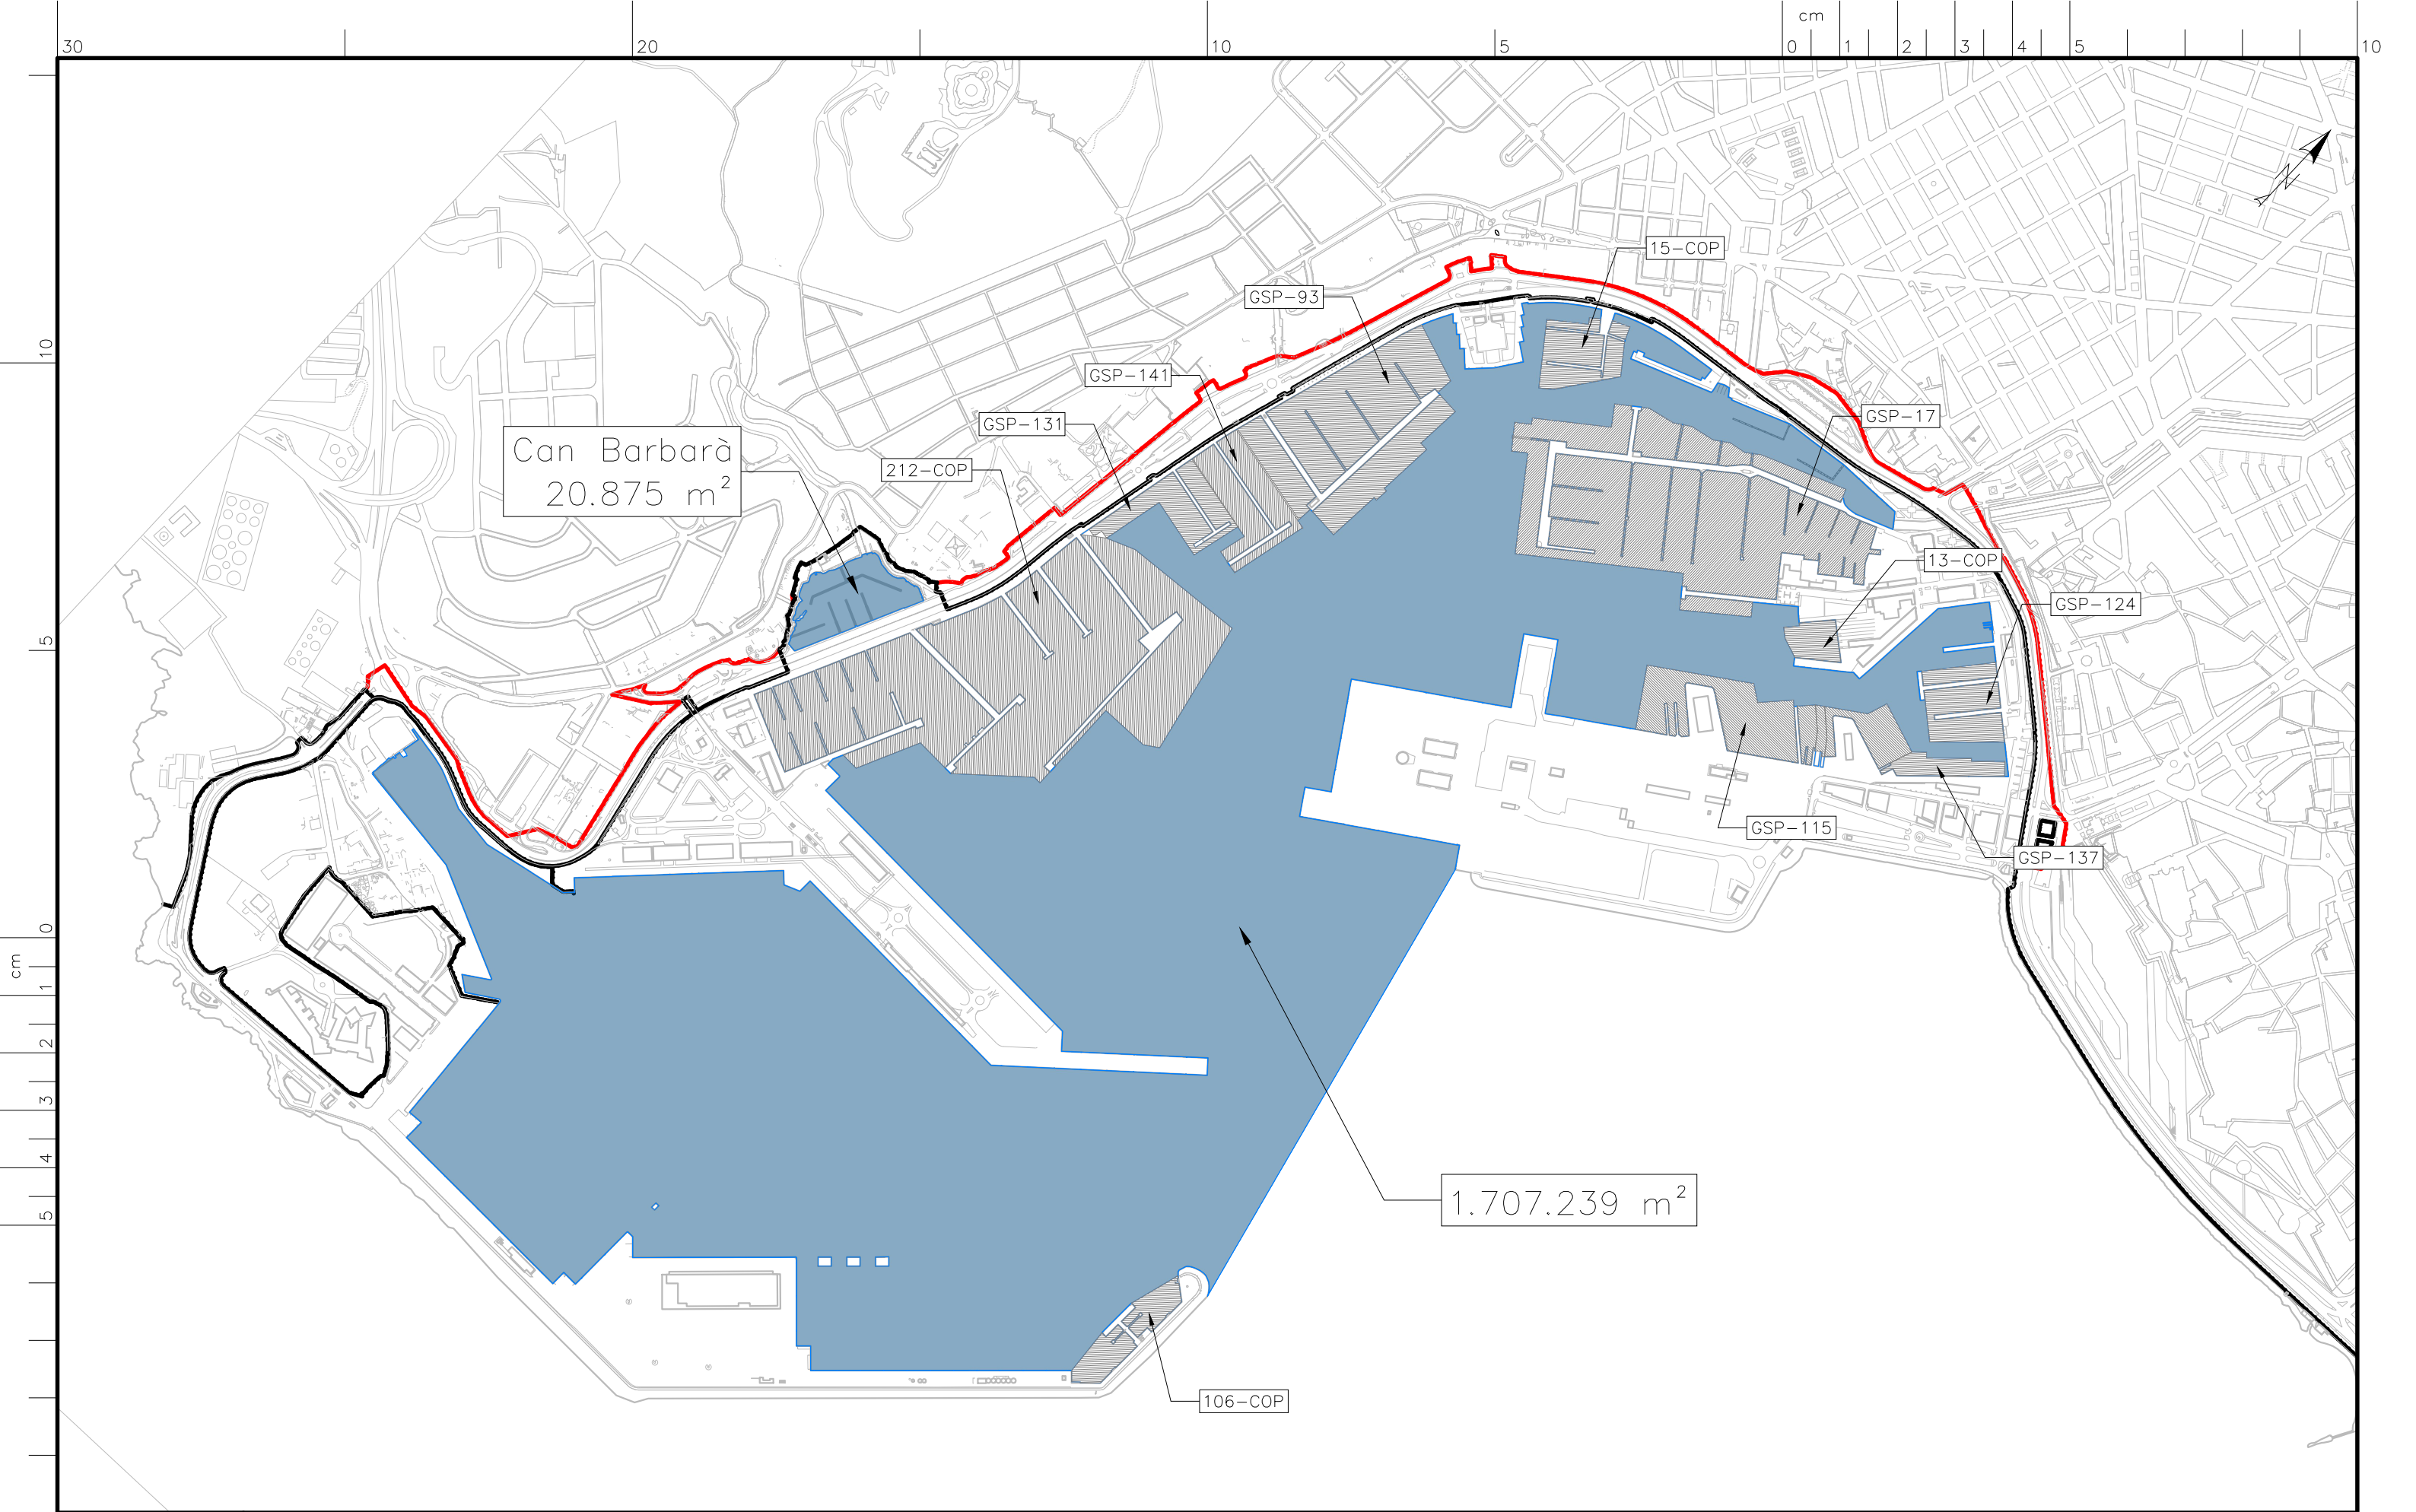 cm
30
20
10
5
0
1
2
3
4
5
10
N
15-COP
GSP-93
10
GSP-141
GSP-17
GSP-131
Can Barbarà
20.875 m²
212-COP
13-COP
GSP-124
5
GSP-115
GSP-137
0
cm
1
2
3
4
5
1.707.239 m²
106-COP